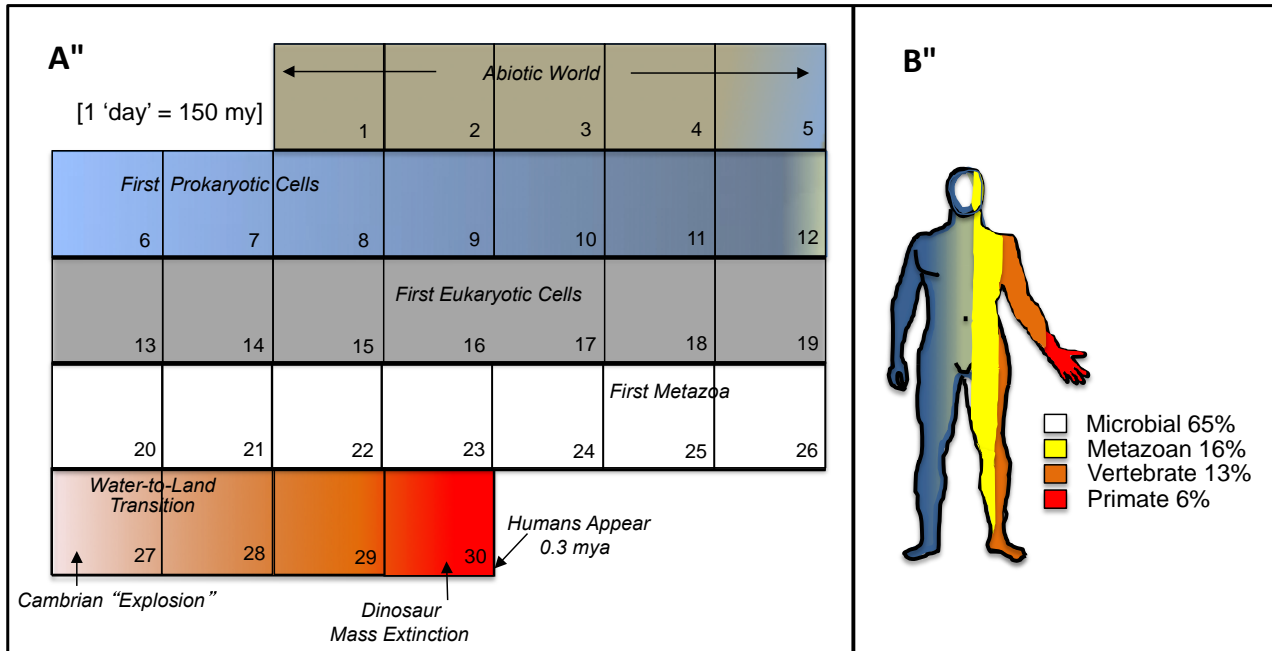 A"
Abiotic World
[1 ‘day’ = 150 my]
1
2
3
4
5
First Prokaryotic Cells
6
7
8
9
10
11
12
First Eukaryotic Cells
13
14
15
16
17
18
19
First Metazoa
20
21
22
23
24
25
26
Water-to-Land
Transition
27
28
29
30
Humans Appear
0.3 mya
Cambrian “Explosion”
Dinosaur
Mass Extinction
B"
Microbial 65%
Metazoan 16%
Vertebrate 13%
Primate 6%